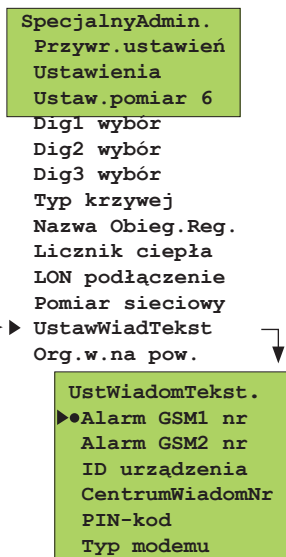 SpecjalnyAdmin.
Przywr.ustawień
Ustawienia
Ustaw.pomiar 6
Dig1 wybór
Dig2 wybór
Dig3 wybór
Typ krzywej
Nazwa Obieg.Reg.
Licznik ciepła
LON podłączenie
Pomiar sieciowy
UstawWiadTekst
Org.w.na pow.
UstWiadomTekst.
Alarm GSM1 nr
Alarm GSM2 nr
ID urządzenia
CentrumWiadomNr
PIN-kod
Typ modemu